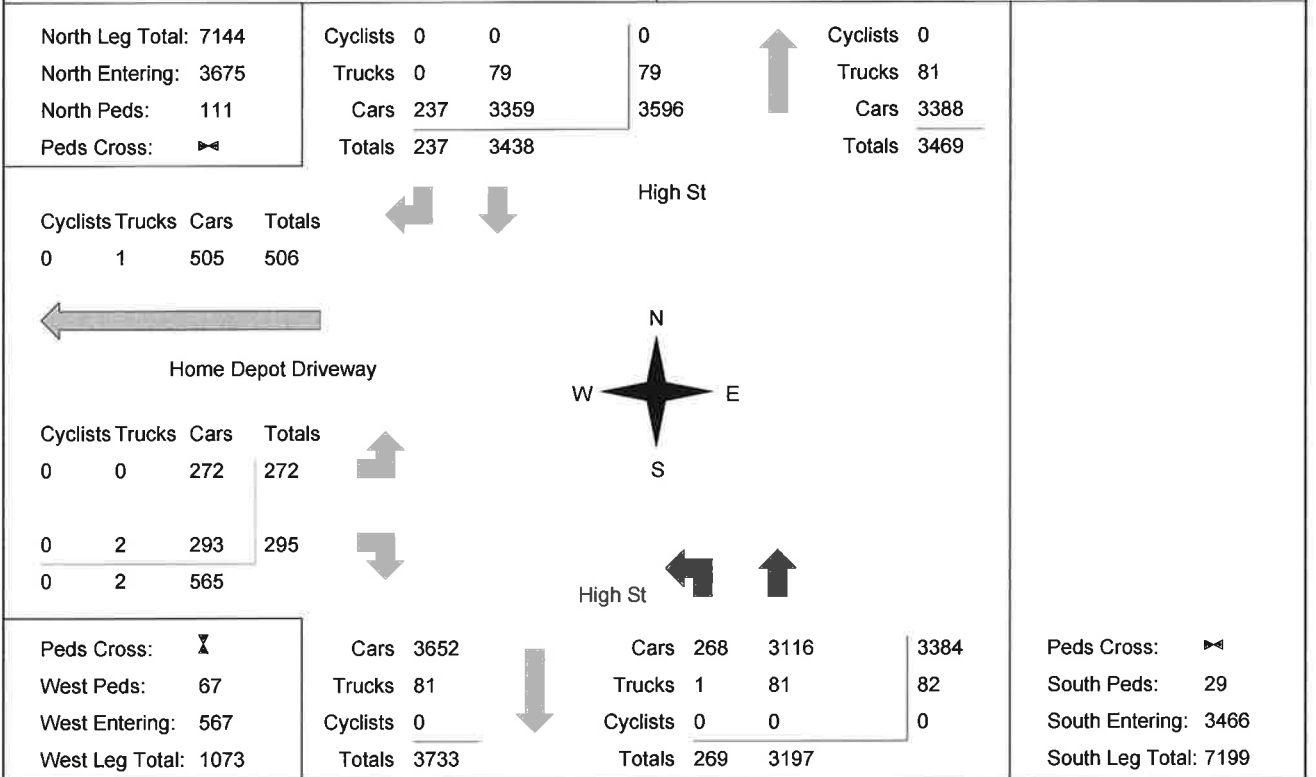 North Leg Total: 7144
North Entering: 3675
North Peds: 111
Peds Cross:
Cyclists 0 0 0
Trucks 0 79 79
Cars 237 3359 3596
Totals 237 3438
Cyclists 0
Trucks 81
Cars 3388
Totals 3469
High St
Cyclists Trucks Cars Totals
0 1 505 506
Home Depot Driveway
N
W E
S
Cyclists Trucks Cars Totals
0 0 272 272
0 2 293 295
0 2 565
High St
Peds Cross:
West Peds: 67
West Entering: 567
West Leg Total: 1073
Cars 3652
Trucks 81
Cyclists 0
Totals 3733
Cars 268 3116 3384
Trucks 1 81 82
Cyclists 0 0 0
Totals 269 3197
Peds Cross:
South Peds: 29
South Entering: 3466
South Leg Total: 7199